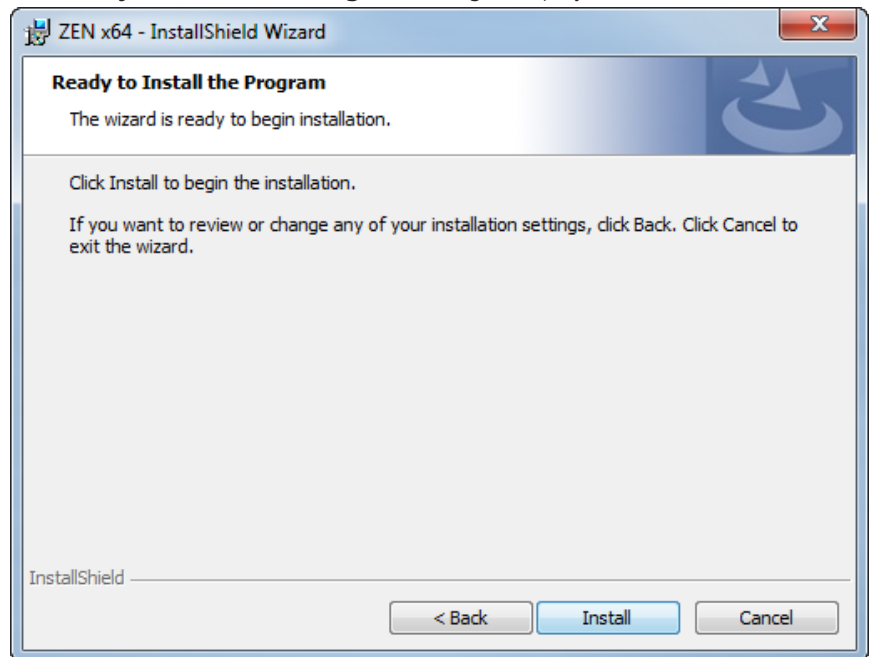 ZEN x64 - InstallShield Wizard
Ready to Install the Program
The wizard is ready to begin installation.
Click Install to begin the installation.
If you want to review or change any of your installation settings, click Back. Click Cancel to
exit the wizard.
InstallShield
< Back Install Cancel